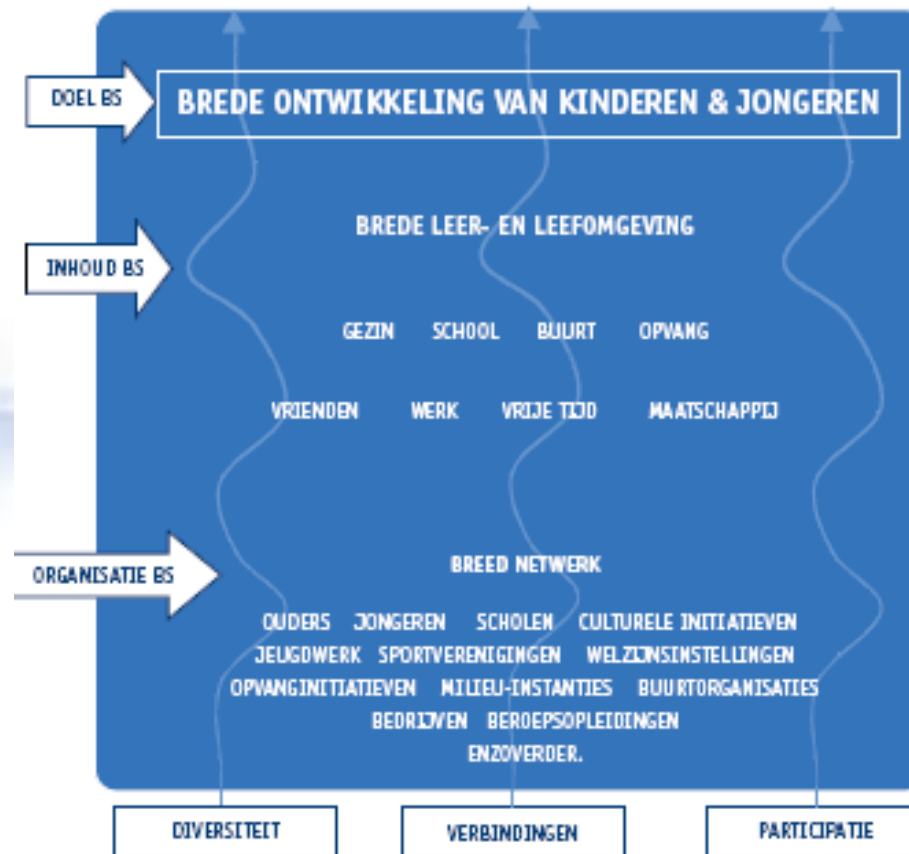 DOEL BS
BREDE ONTWIKKELING VAN KINDEREN & JONGEREN
BREDE LEER- EN LEEFOMGEVING
INHOUD BS
GEZIN SCHOOL BUURT OPVANG
VRIENDEN WERK VRIJE TIJD MAATSCHAPPIJ
BREED NETWERK
ORGANISATIE BS
OUDERS JONGEREN SCHOLEN CULTURELE INITIATIEVEN
JEUGDWERK SPORTVERENIGINGEN WELZIJNSINSTELLINGEN
OPVANGINITIATIEVEN MILIEU-INSTANTIES BUURTORGANISATIES
BEDRIJVEN BEROEPSOPLEIDINGEN
ENZOVERDER.
DIVERSITEIT VERBINDINGEN PARTICIPATIE